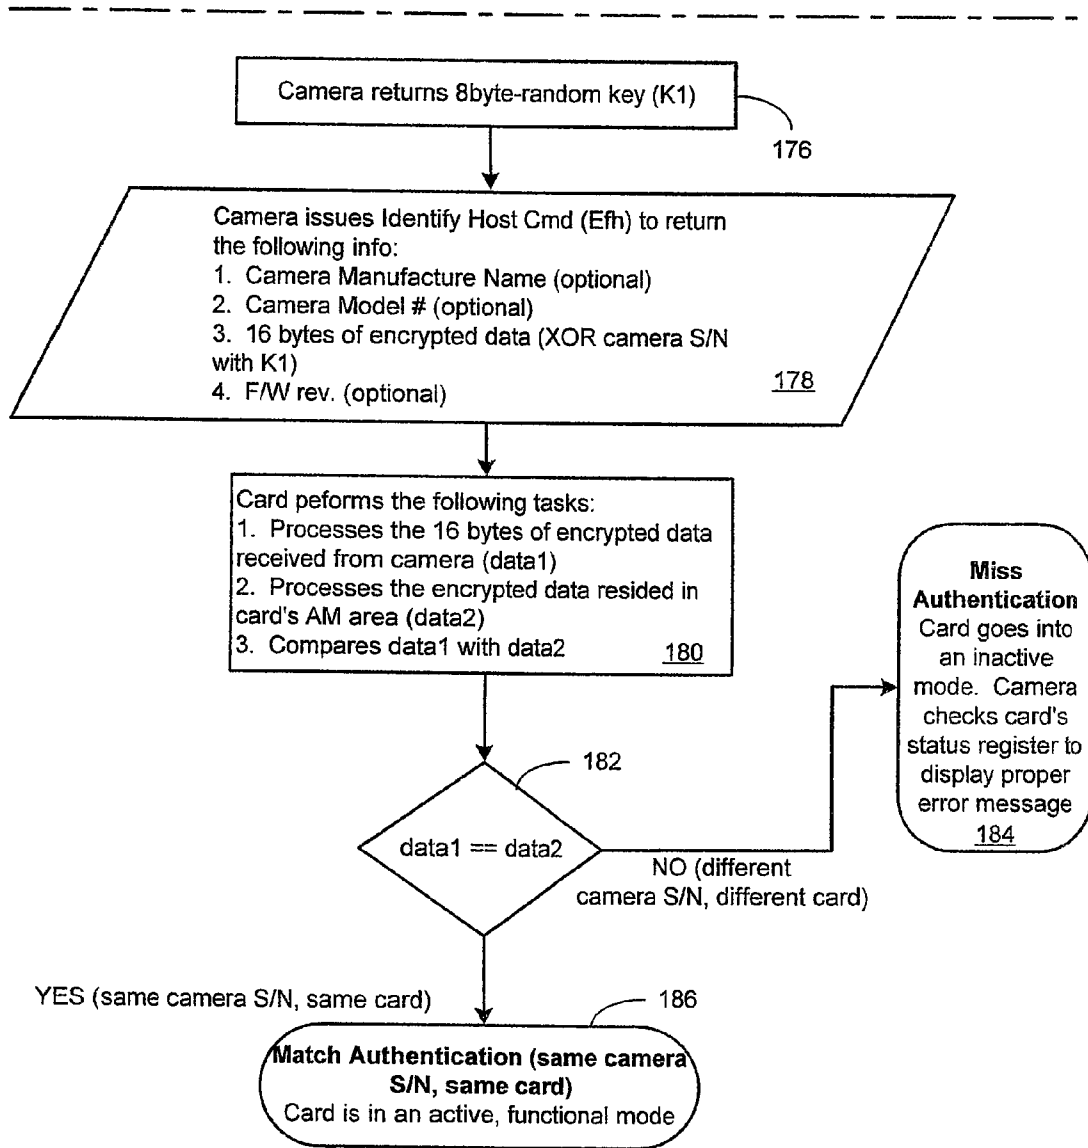 Camera returns 8byte-random key (K1)
176
Camera issues Identify Host Cmd (Efh) to return
the following info:
1. Camera Manufacture Name (optional)
2. Camera Model # (optional)
3. 16 bytes of encrypted data (XOR camera S/N
with K1)
4. F/W rev. (optional)
178
Card peforms the following tasks:
1. Processes the 16 bytes of encrypted data
received from camera (data1)
2. Processes the encrypted data resided in
card's AM area (data2)
3. Compares data1 with data2
180
Miss
Authentication
Card goes into
an inactive
mode. Camera
checks card's
status register to
display proper
error message
184
182
data1 == data2
NO (different
camera S/N, different card)
YES (same camera S/N, same card)
186
Match Authentication (same camera
S/N, same card)
Card is in an active, functional mode